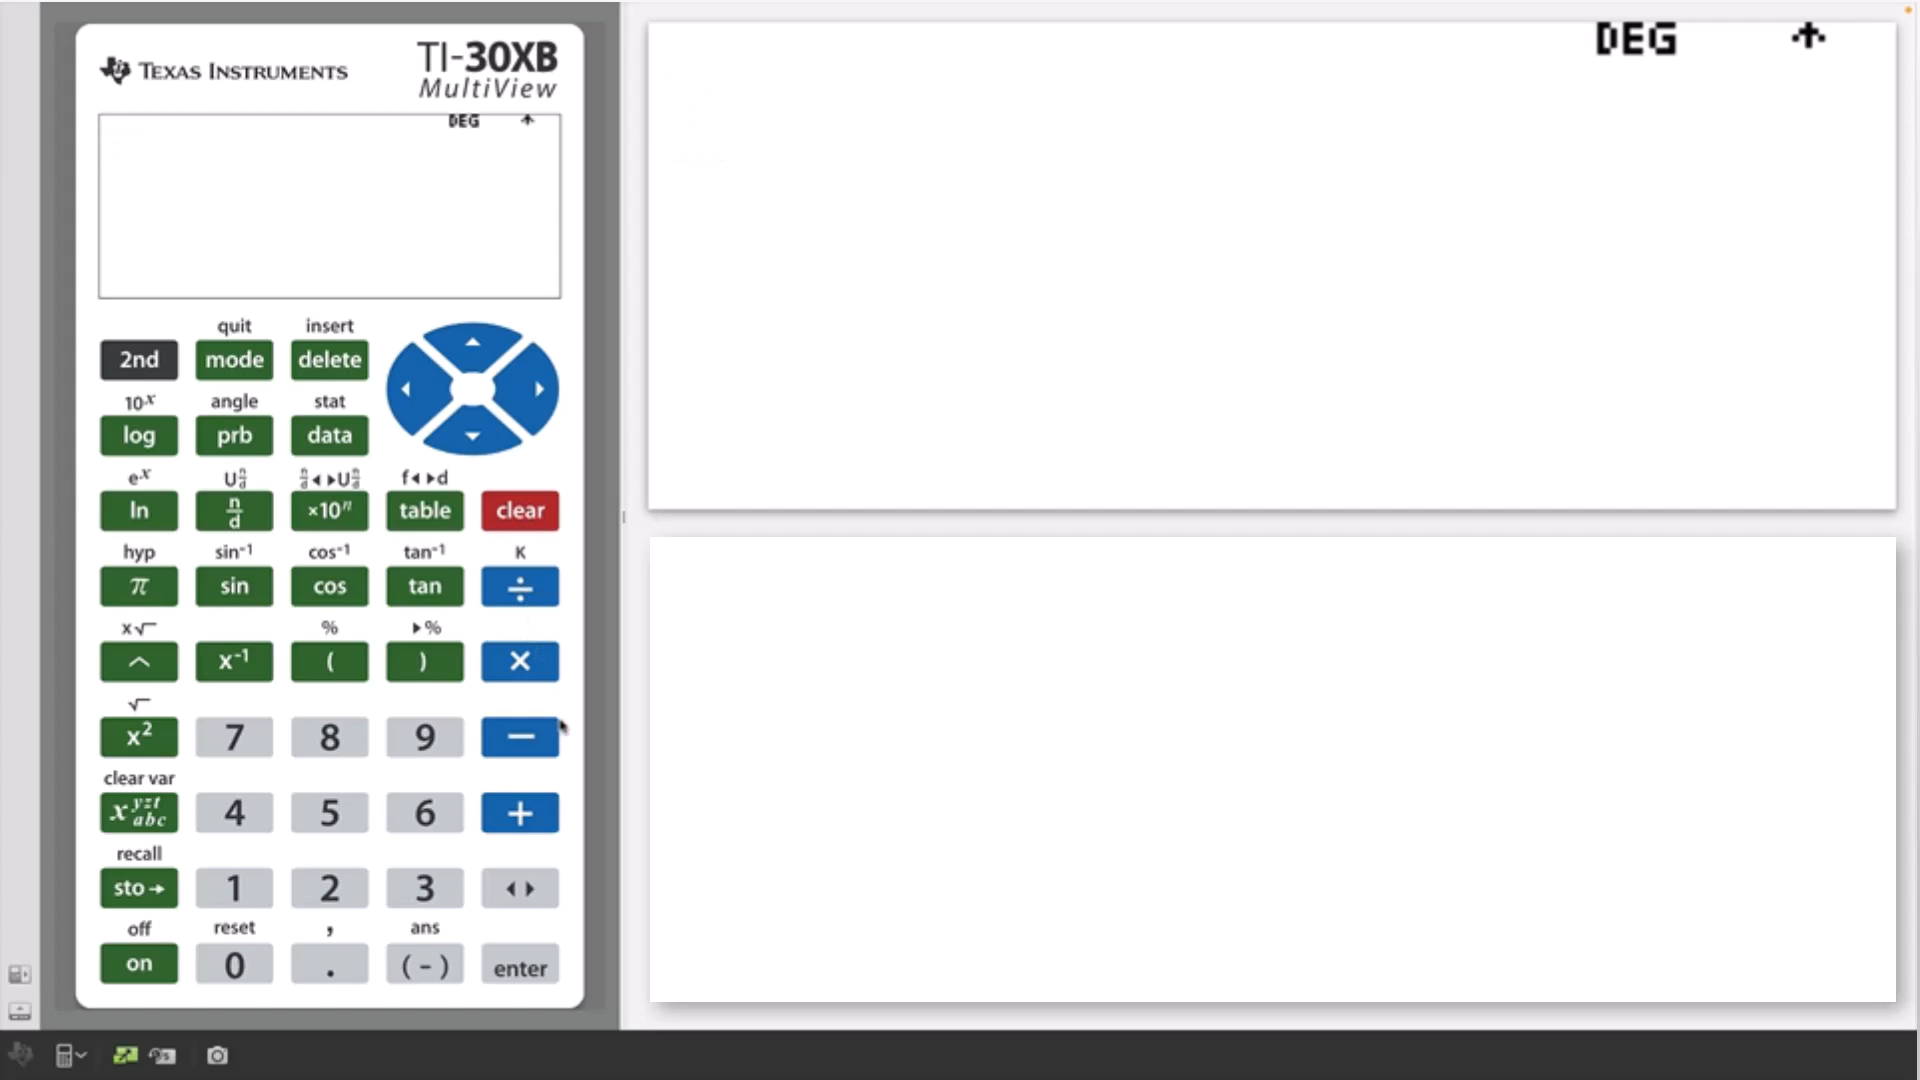 TEXAS INSTRUMENTS
TI-30XB
MultiView
DEG
DEG
quit insert
2nd mode delete
10ˣ angle stat
log prb data
eˣ U n/d n/d ◂ ▸ U n/d f ◂ ▸ d
ln n/d ×10ⁿ table clear
hyp sin⁻¹ cos⁻¹ tan⁻¹ K
π sin cos tan ÷
x√ % ▸%
^ x⁻¹ ( ) ×
√
x² 7 8 9 −
clear var
x yzt abc 4 5 6 +
recall
sto→ 1 2 3 ◂ ▸
off reset , ans
on 0 . (-) enter